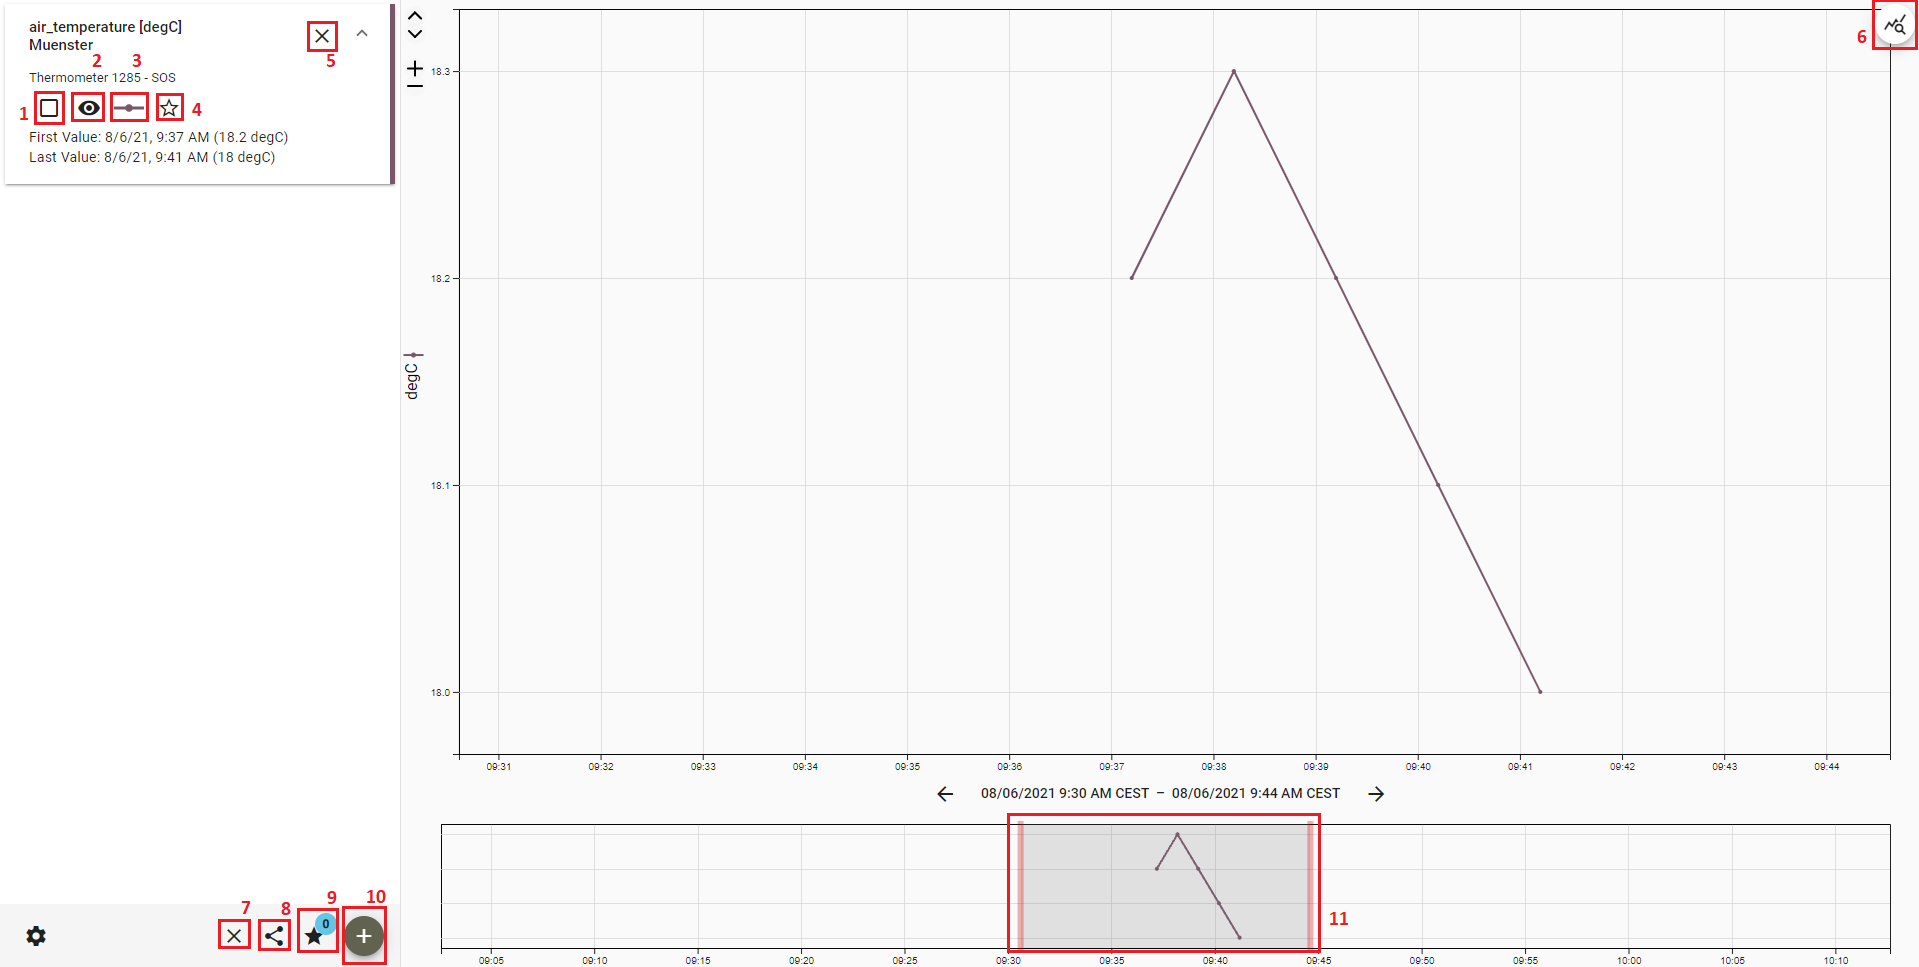 air_temperature [degC]
Muenster
2 3 5
Thermometer 1285 - SOS
1 4
First Value: 8/6/21, 9:37 AM (18.2 degC)
Last Value: 8/6/21, 9:41 AM (18 degC)
6
18.3
18.2
degC
18.1
18.0
09:31 09:32 09:33 09:34 09:35 09:36 09:37 09:38 09:39 09:40 09:41 09:42 09:43 09:44
08/06/2021 9:30 AM CEST – 08/06/2021 9:44 AM CEST
11
09:05 09:10 09:15 09:20 09:25 09:30 09:35 09:40 09:45 09:50 09:55 10:00 10:05 10:10
7 8 9 10
0